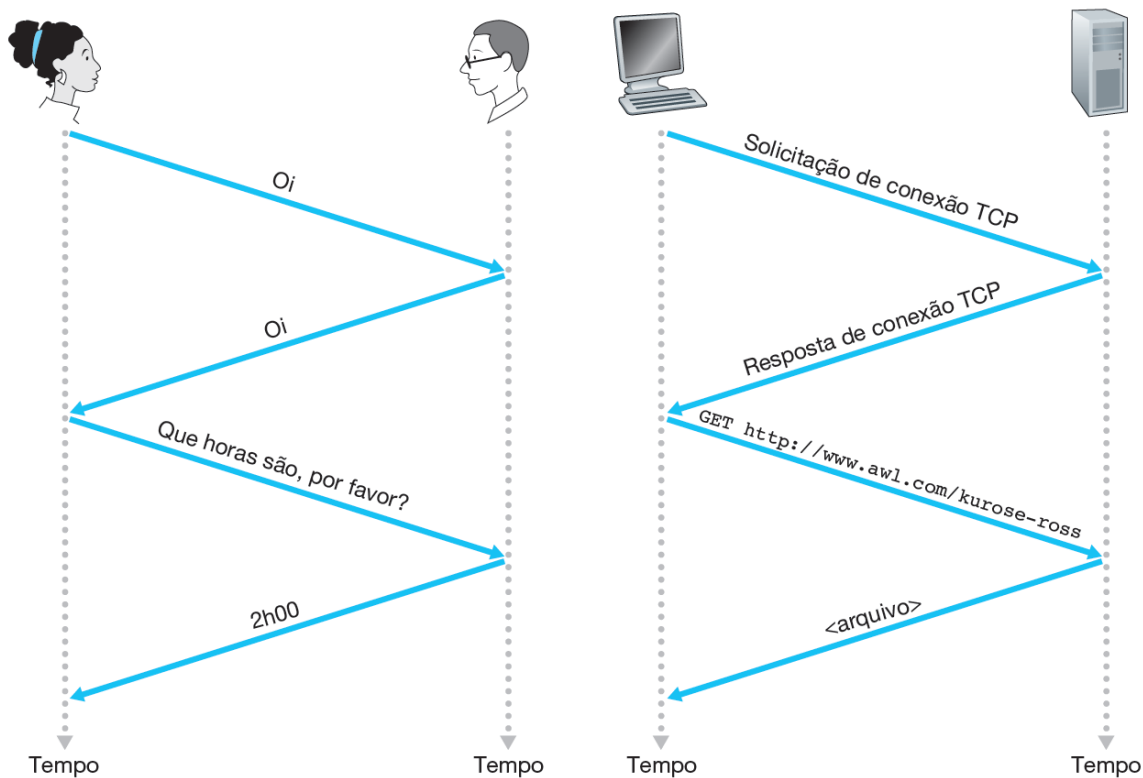 Oi
Oi
Que horas são, por favor?
2h00
Tempo
Tempo
Solicitação de conexão TCP
Resposta de conexão TCP
GET http://www.awl.com/kurose-ross
<arquivo>
Tempo
Tempo